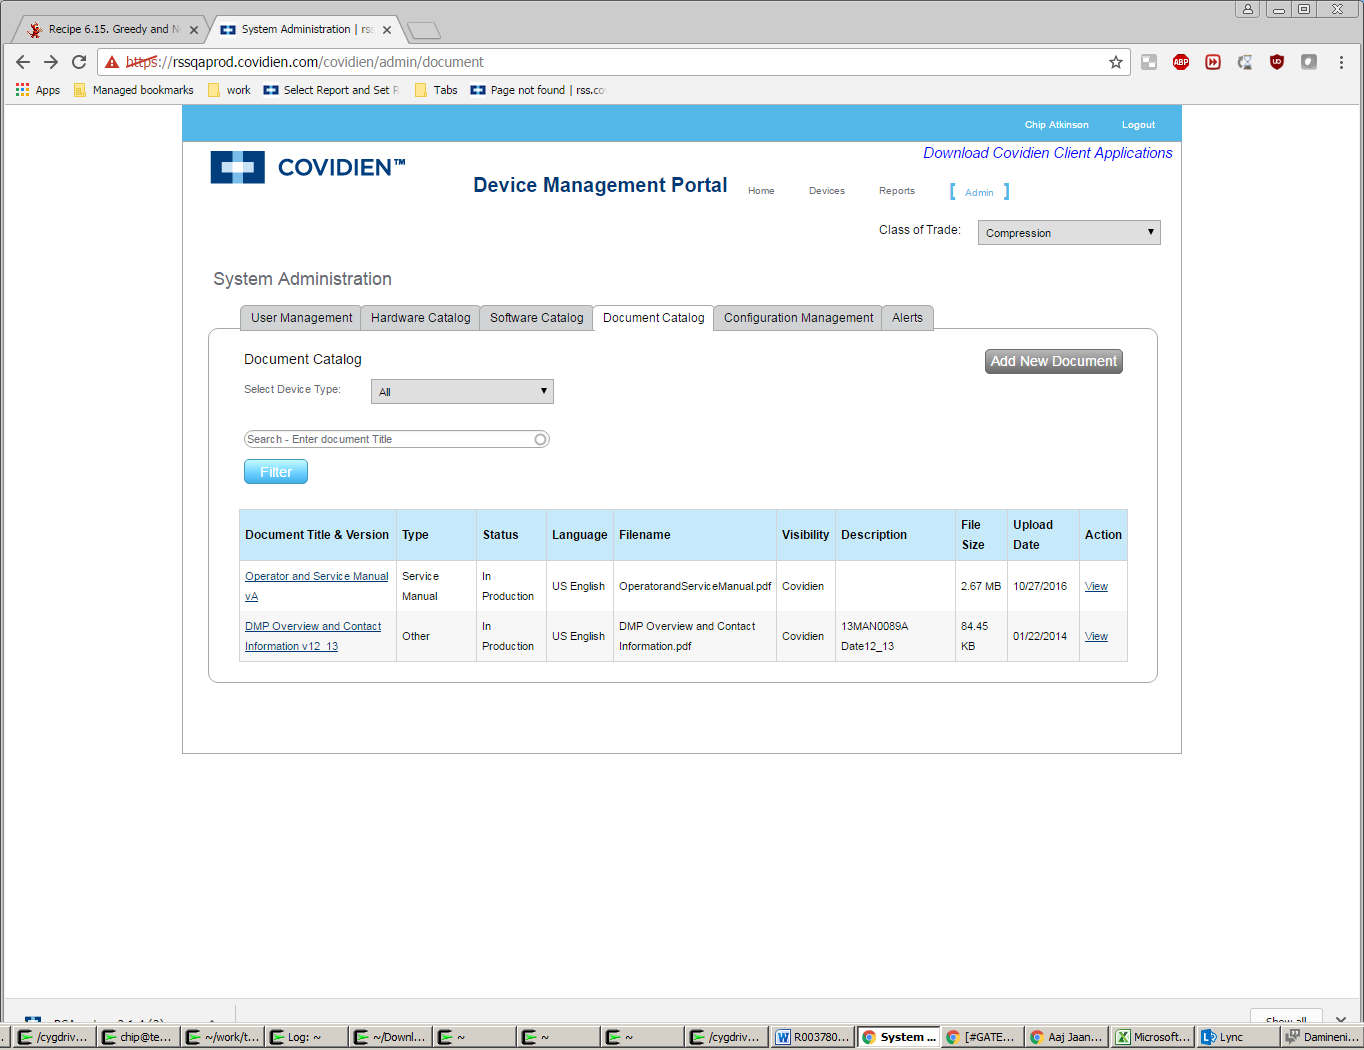 Recipe 6.15. Greedy and N
System Administration | rss
https://rssqaprod.covidien.com/covidien/admin/document
ABP
Apps
Managed bookmarks
work
Select Report and Set R
Tabs
Page not found | rss.co
Chip Atkinson
Logout
Download Covidien Client Applications
COVIDIEN™
Device Management Portal
Home
Devices
Reports
[ Admin ]
Class of Trade:
Compression
System Administration
User Management
Hardware Catalog
Software Catalog
Document Catalog
Configuration Management
Alerts
Document Catalog
Add New Document
Select Device Type:
All
Search - Enter document Title
Filter
Document Title & Version
Type
Status
Language
Filename
Visibility
Description
File
Size
Upload
Date
Action
Operator and Service Manual
vA
Service
Manual
In
Production
US English
OperatorandServiceManual.pdf
Covidien
2.67 MB
10/27/2016
View
DMP Overview and Contact
Information v12_13
Other
In
Production
US English
DMP Overview and Contact
Information.pdf
Covidien
13MAN0089A
Date12_13
84.45
KB
01/22/2014
View
Show all
/cygdriv...
chip@te...
~/work/t...
Log: ~
~/Downl...
~
~
~
/cygdriv...
R003780...
System ...
[#GATE...
Aaj Jaan...
Microsoft...
Lync
Damineni...